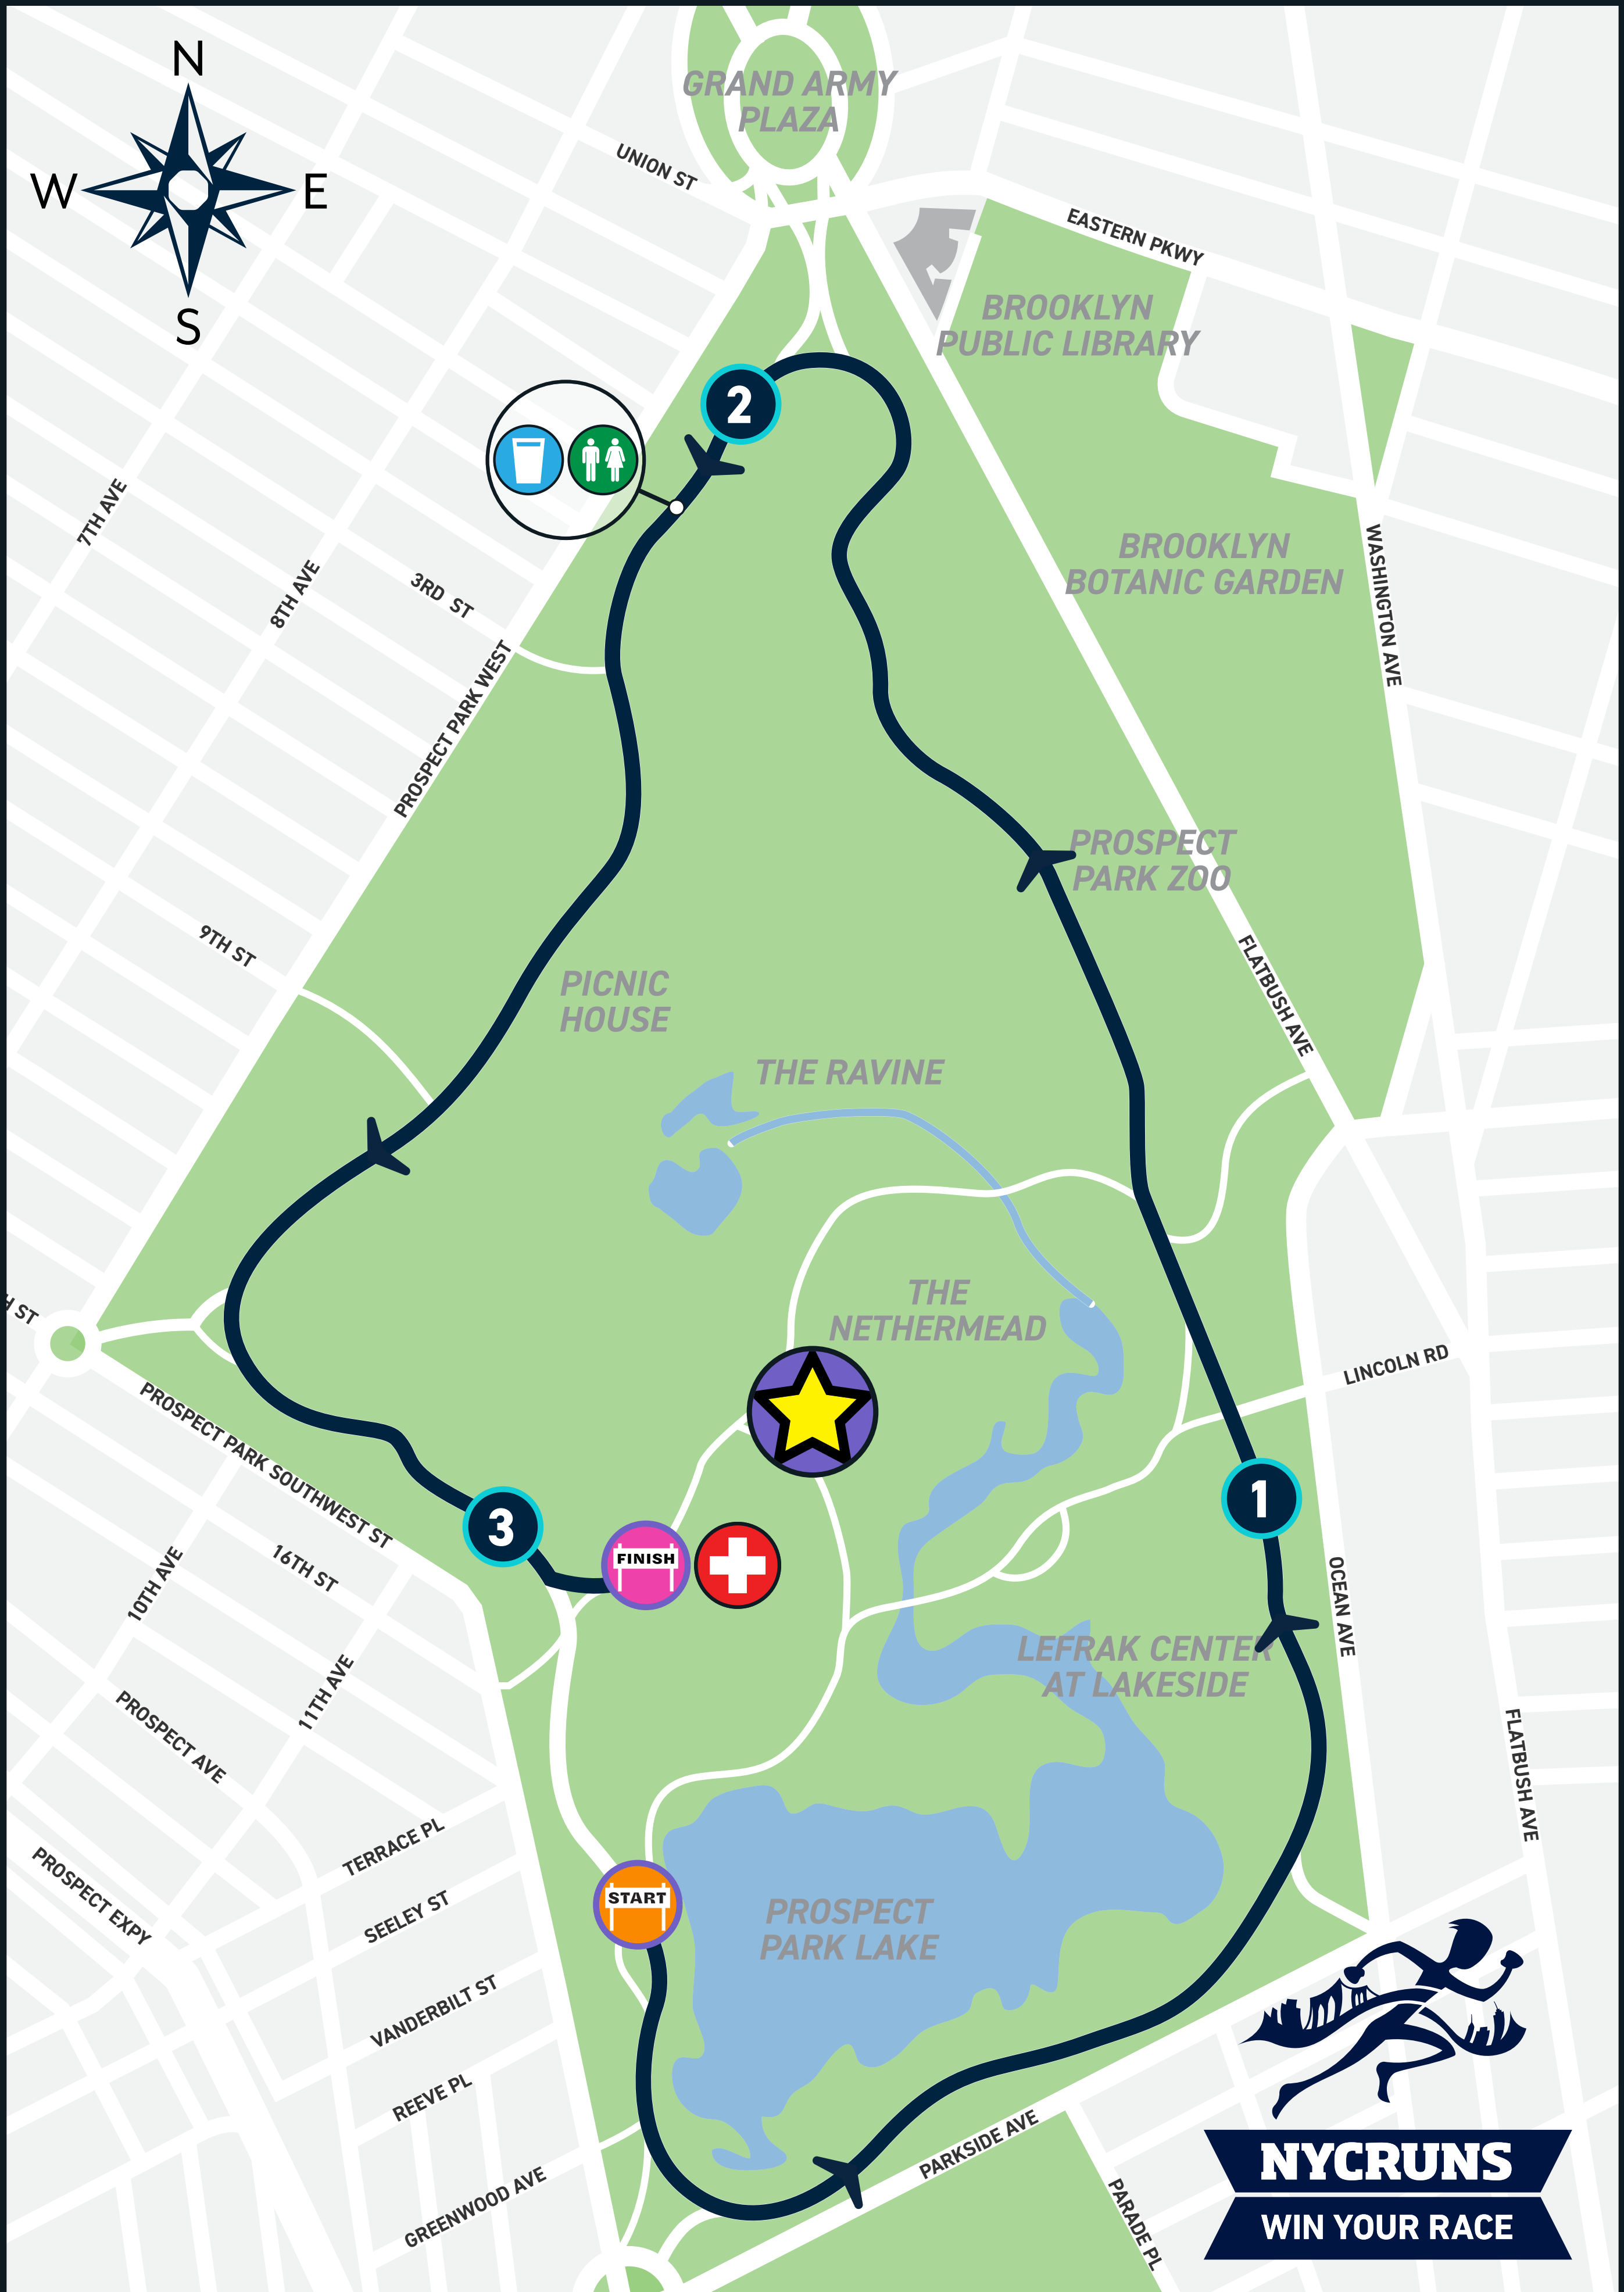 N
W
E
S
GRAND ARMY
PLAZA
UNION ST
EASTERN PKWY
BROOKLYN
PUBLIC LIBRARY
2
7TH AVE
8TH AVE
3RD ST
PROSPECT PARK WEST
BROOKLYN
BOTANIC GARDEN
WASHINGTON AVE
PROSPECT
PARK ZOO
9TH ST
FLATBUSH AVE
PICNIC
HOUSE
THE RAVINE
THE
NETHERMEAD
H ST
LINCOLN RD
PROSPECT PARK SOUTHWEST ST
1
3
FINISH
16TH ST
10TH AVE
OCEAN AVE
LEFRAK CENTER
AT LAKESIDE
11TH AVE
PROSPECT AVE
FLATBUSH AVE
TERRACE PL
PROSPECT EXPY
SEELEY ST
START
PROSPECT
PARK LAKE
VANDERBILT ST
REEVE PL
PARKSIDE AVE
GREENWOOD AVE
PARADE PL
NYCRUNS
WIN YOUR RACE